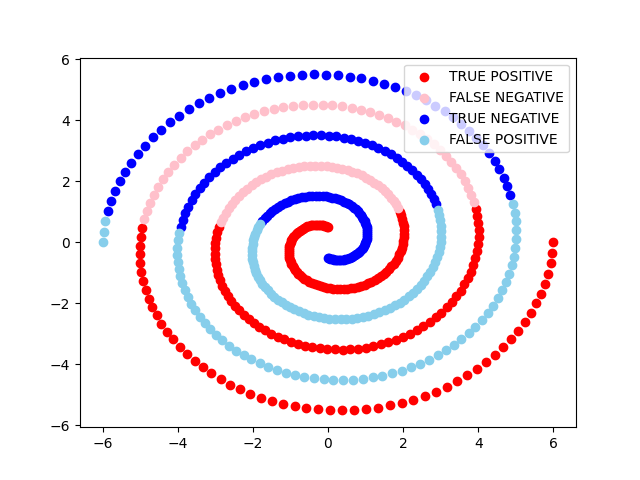 TRUE POSITIVE
FALSE NEGATIVE
TRUE NEGATIVE
FALSE POSITIVE
6
4
2
0
−2
−4
−6
−6 −4 −2 0 2 4 6